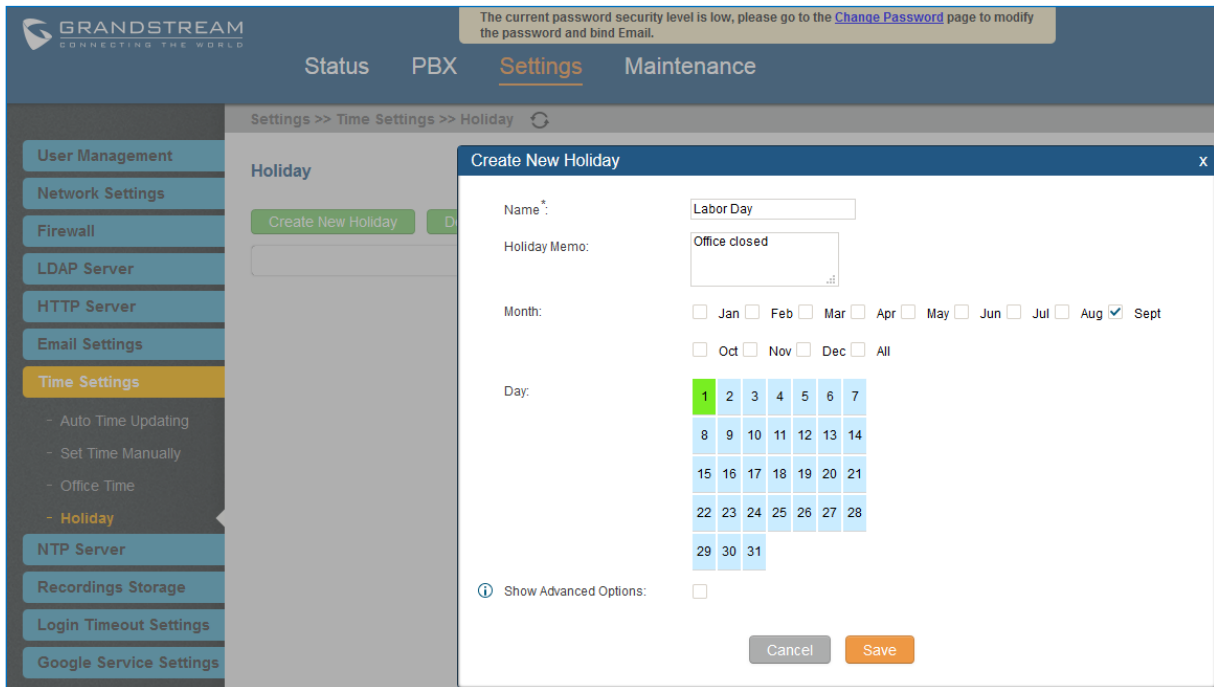 GRANDSTREAM
CONNECTING THE WORLD
The current password security level is low, please go to the Change Password page to modify
the password and bind Email.
Status PBX Settings Maintenance
Settings >> Time Settings >> Holiday
User Management
Network Settings
Firewall
LDAP Server
HTTP Server
Email Settings
Time Settings
- Auto Time Updating
- Set Time Manually
- Office Time
- Holiday
NTP Server
Recordings Storage
Login Timeout Settings
Google Service Settings
Holiday
Create New Holiday
Create New Holiday x
Name*: Labor Day
Holiday Memo: Office closed
Month: Jan Feb Mar Apr May Jun Jul Aug Sept
Oct Nov Dec All
Day: 1 2 3 4 5 6 7
8 9 10 11 12 13 14
15 16 17 18 19 20 21
22 23 24 25 26 27 28
29 30 31
Show Advanced Options:
Cancel Save